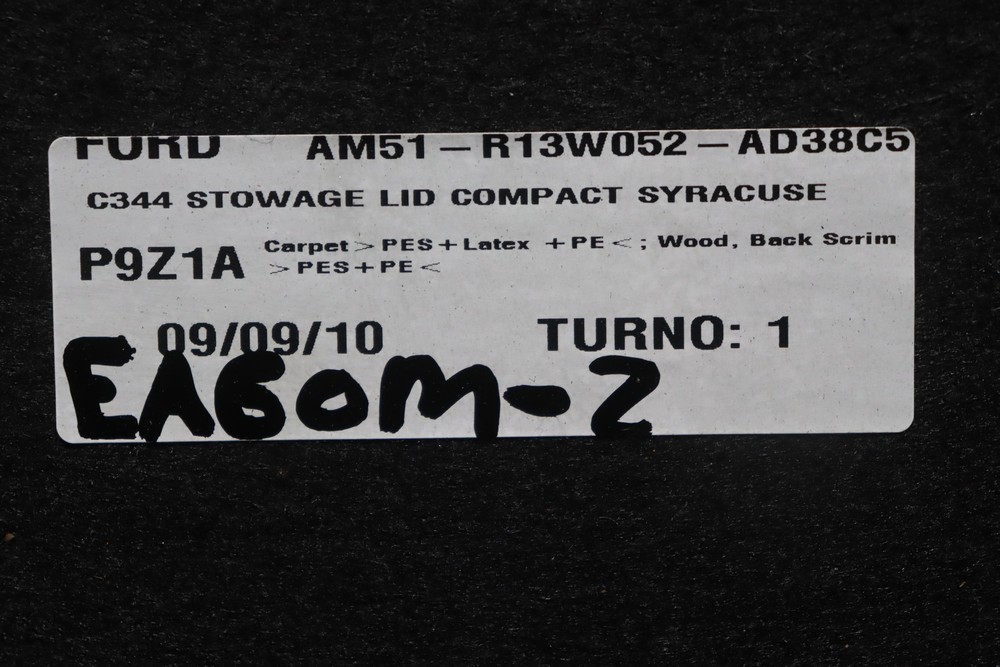 FORD AM51-R13W052-AD38C5
C344 STOWAGE LID COMPACT SYRACUSE
P9Z1A Carpet >PES+Latex +PE<; Wood, Back Scrim
>PES+PE<
09/09/10 TURNO: 1
EA60M-2